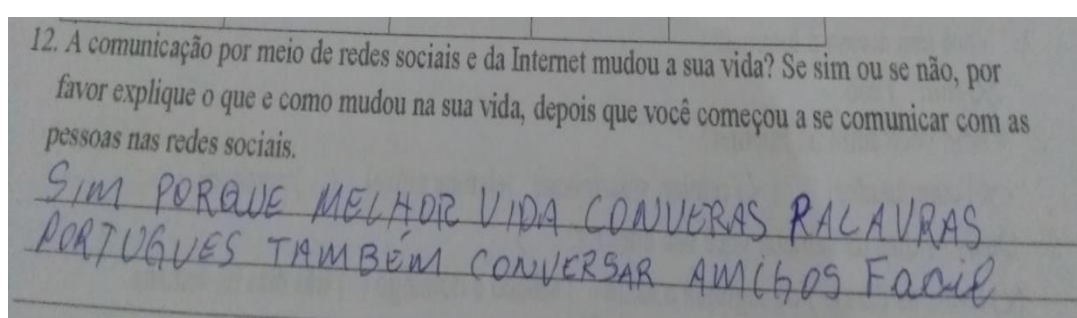 12. A comunicação por meio de redes sociais e da Internet mudou a sua vida? Se sim ou se não, por
favor explique o que e como mudou na sua vida, depois que você começou a se comunicar com as
pessoas nas redes sociais.
SIM PORQUE MELHOR VIDA CONVERAS PALAVRAS
PORTUGUES TAMBÉM CONVERSAR AMIGOS Facil